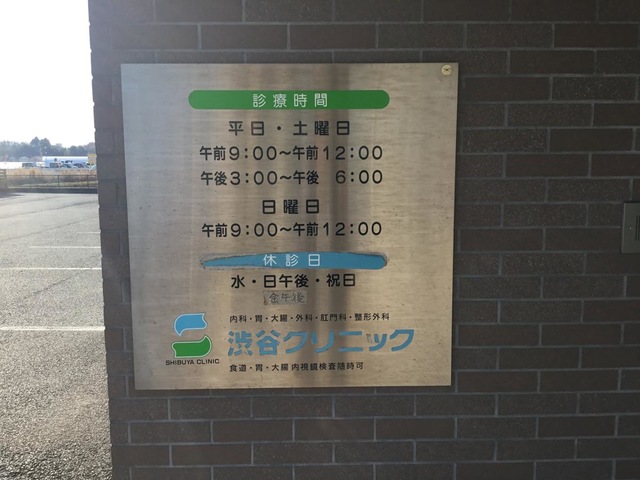 診療時間
平日・土曜日
午前9:00〜午前12:00
午後3:00〜午後 6:00
日曜日
午前9:00〜午前12:00
休診日
水・日午後・祝日
金午後
内科・胃・大腸・外科・肛門科・整形外科
渋谷クリニック
SHIBUYA CLINIC
食道・胃・大腸内視鏡検査随時可